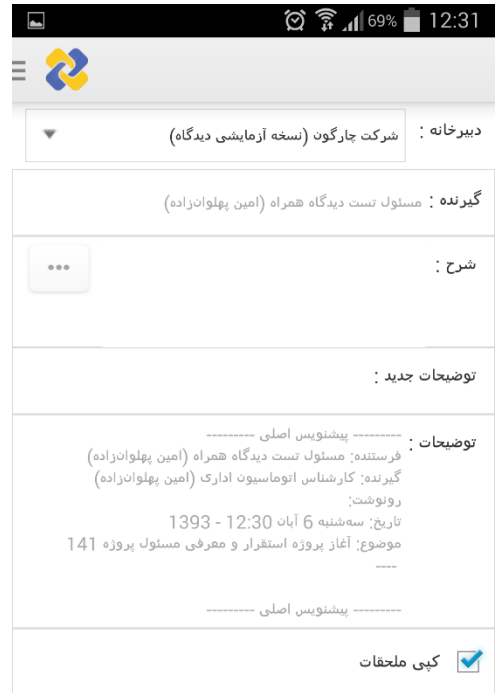 69% 12:31
دبیرخانه : شرکت چارگون (نسخه آزمایشی دیدگاه)
گیرنده : مسئول تست دیدگاه همراه (امین پهلوان‌زاده)
شرح :
توضیحات جدید :
توضیحات : --------- پیشنویس اصلی ---------
فرستنده: مسئول تست دیدگاه همراه (امین پهلوان‌زاده)
گیرنده: کارشناس اتوماسیون اداری (امین پهلوان‌زاده)
رونوشت:
تاریخ: سه‌شنبه 6 آبان 1393 - 12:30
موضوع: آغاز پروژه استقرار و معرفی مسئول پروژه 141
----
--------- پیشنویس اصلی ---------
کپی ملحقات